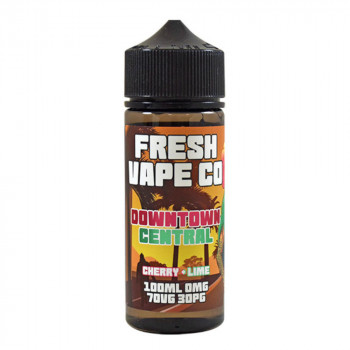 FRESH
VAPE CO
DOWNTOWN
CENTRAL
CHERRY • LIME
100ML 0MG
70VG 30PG